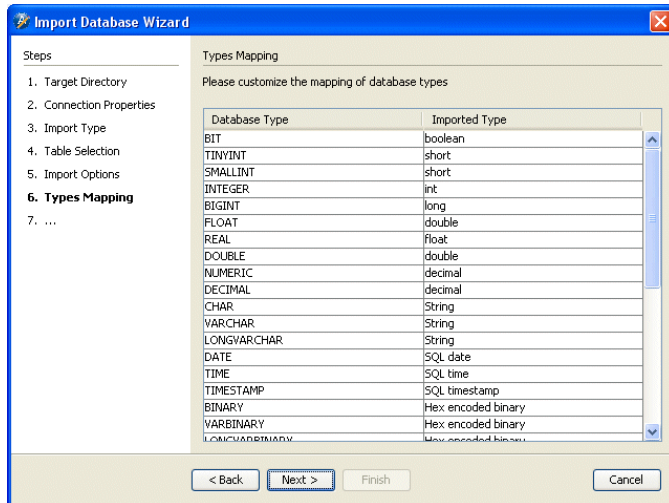 Import Database Wizard
Steps
1. Target Directory
2. Connection Properties
3. Import Type
4. Table Selection
5. Import Options
6. Types Mapping
7. ...
Types Mapping
Please customize the mapping of database types
Database Type Imported Type
BIT boolean
TINYINT short
SMALLINT short
INTEGER int
BIGINT long
FLOAT double
REAL float
DOUBLE double
NUMERIC decimal
DECIMAL decimal
CHAR String
VARCHAR String
LONGVARCHAR String
DATE SQL date
TIME SQL time
TIMESTAMP SQL timestamp
BINARY Hex encoded binary
VARBINARY Hex encoded binary
LONGVARBINARY Hex encoded binary
< Back Next > Finish Cancel